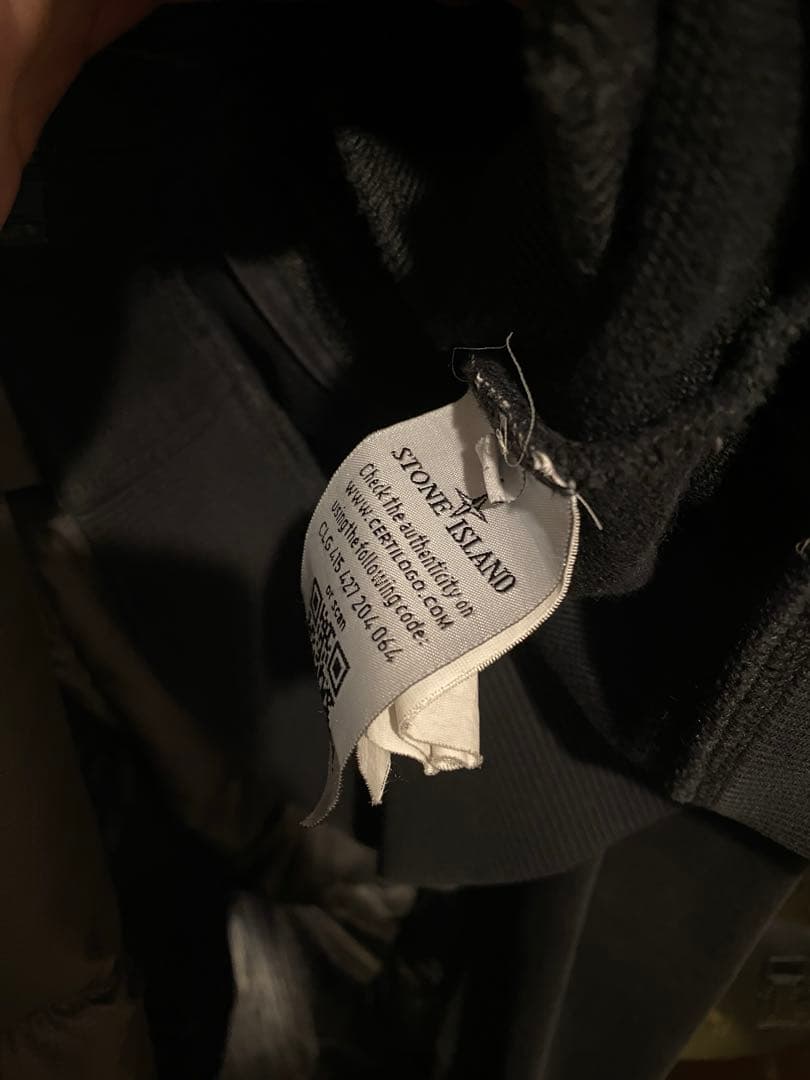 STONE ISLAND
Check the authenticity on
WWW.CERTILOGO.COM
using the following code:
CLG 415 427 204 064
or scan